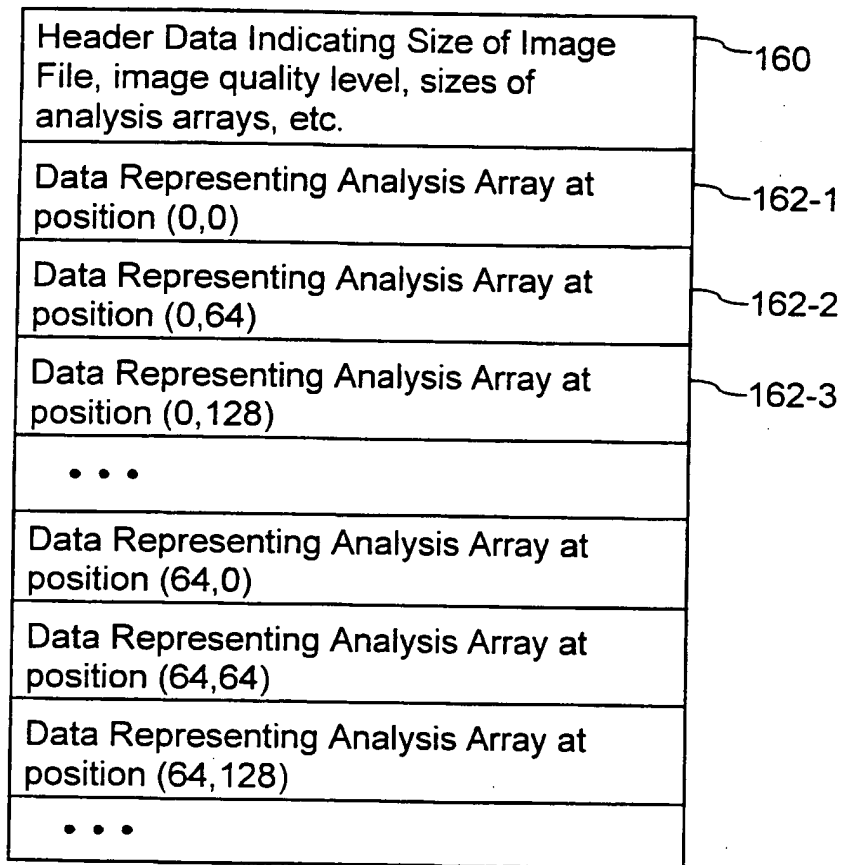 Header Data Indicating Size of Image
File, image quality level, sizes of
analysis arrays, etc.
160
Data Representing Analysis Array at
position (0,0)
162-1
Data Representing Analysis Array at
position (0,64)
162-2
Data Representing Analysis Array at
position (0,128)
162-3
• • •
Data Representing Analysis Array at
position (64,0)
Data Representing Analysis Array at
position (64,64)
Data Representing Analysis Array at
position (64,128)
• • •